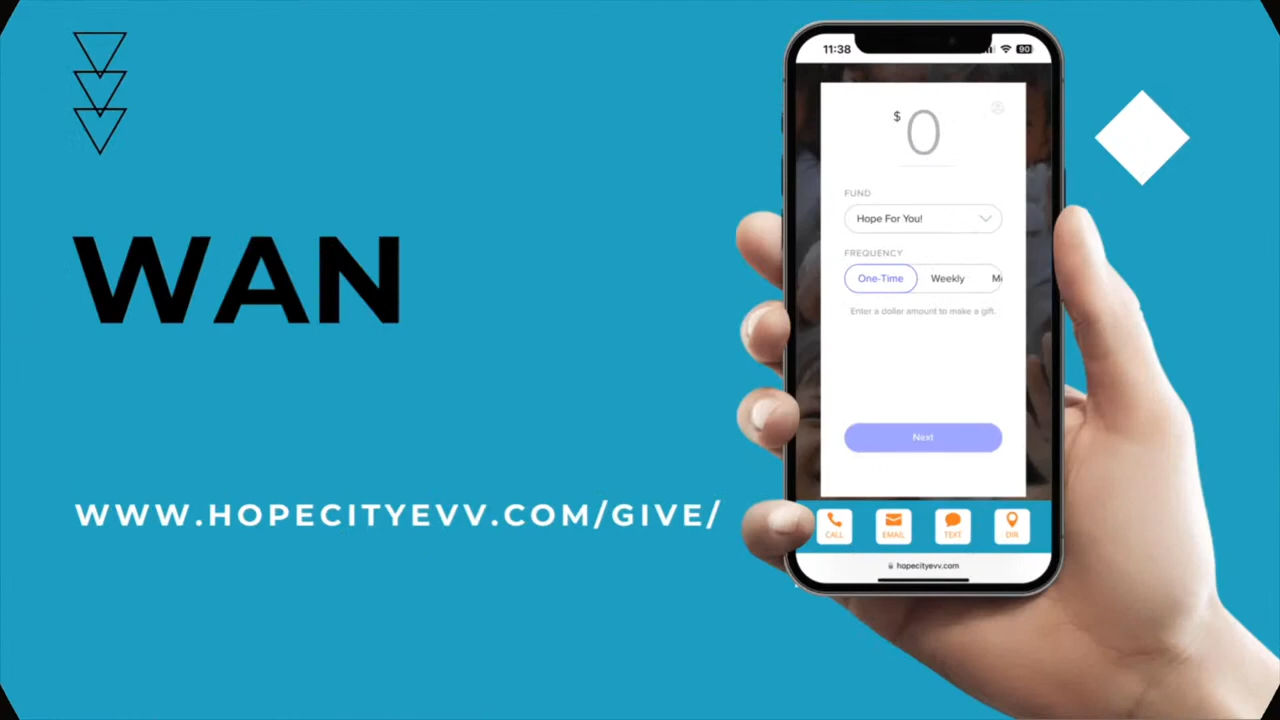 WAN
WWW.HOPECITYEVV.COM/GIVE/
11:38
90
$ 0
FUND
Hope For You!
FREQUENCY
One-Time Weekly
Enter a dollar amount to make a gift.
Next
CALL EMAIL TEXT DIR
hopecityevv.com